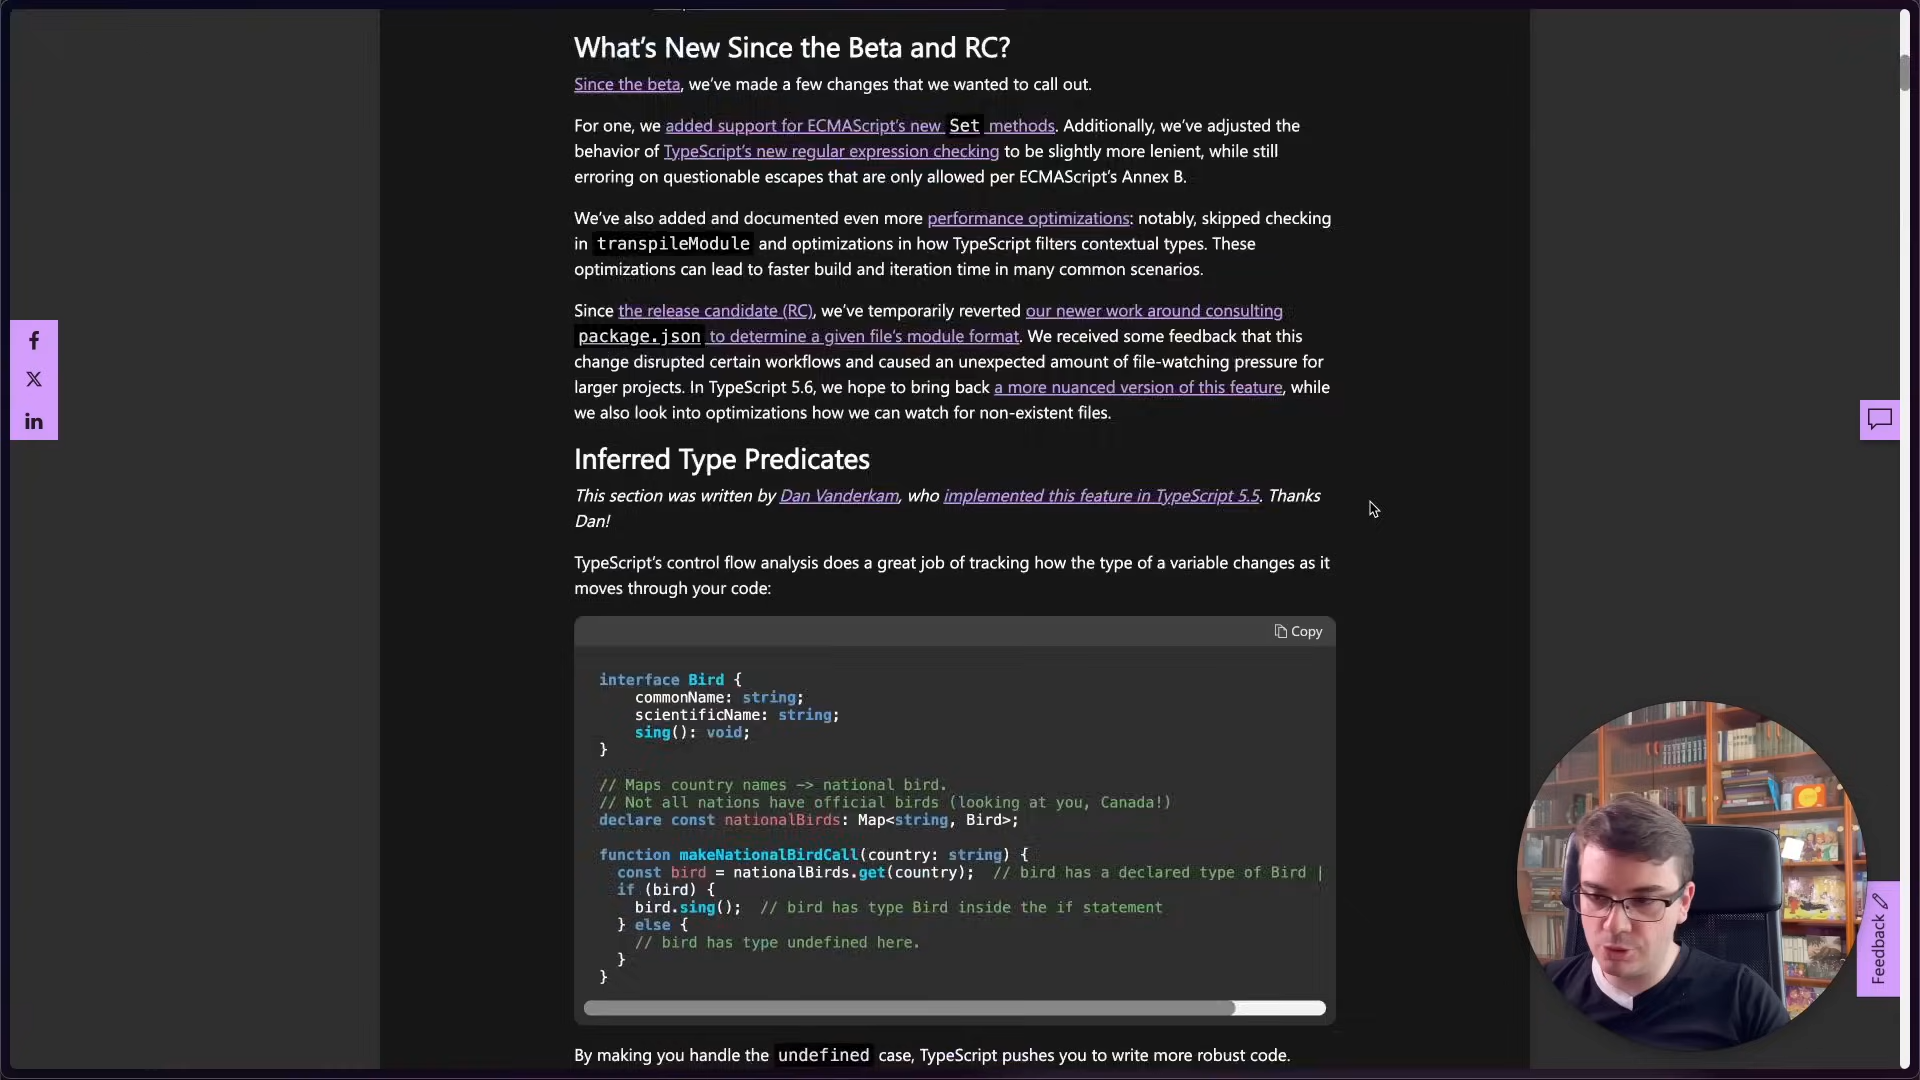 What's New Since the Beta and RC?
Since the beta, we've made a few changes that we wanted to call out.
For one, we added support for ECMAScript's new Set methods. Additionally, we've adjusted the
behavior of TypeScript's new regular expression checking to be slightly more lenient, while still
erroring on questionable escapes that are only allowed per ECMAScript's Annex B.
We've also added and documented even more performance optimizations: notably, skipped checking
in transpileModule and optimizations in how TypeScript filters contextual types. These
optimizations can lead to faster build and iteration time in many common scenarios.
Since the release candidate (RC), we've temporarily reverted our newer work around consulting
package.json to determine a given file's module format. We received some feedback that this
change disrupted certain workflows and caused an unexpected amount of file-watching pressure for
larger projects. In TypeScript 5.6, we hope to bring back a more nuanced version of this feature, while
we also look into optimizations how we can watch for non-existent files.
Inferred Type Predicates
This section was written by Dan Vanderkam, who implemented this feature in TypeScript 5.5. Thanks
Dan!
TypeScript's control flow analysis does a great job of tracking how the type of a variable changes as it
moves through your code:
Copy
interface Bird {
    commonName: string;
    scientificName: string;
    sing(): void;
}
// Maps country names -> national bird.
// Not all nations have official birds (looking at you, Canada!)
declare const nationalBirds: Map<string, Bird>;
function makeNationalBirdCall(country: string) {
  const bird = nationalBirds.get(country);  // bird has a declared type of Bird |
  if (bird) {
    bird.sing();  // bird has type Bird inside the if statement
  } else {
    // bird has type undefined here.
  }
}
By making you handle the undefined case, TypeScript pushes you to write more robust code.
f
X
in
Feedback